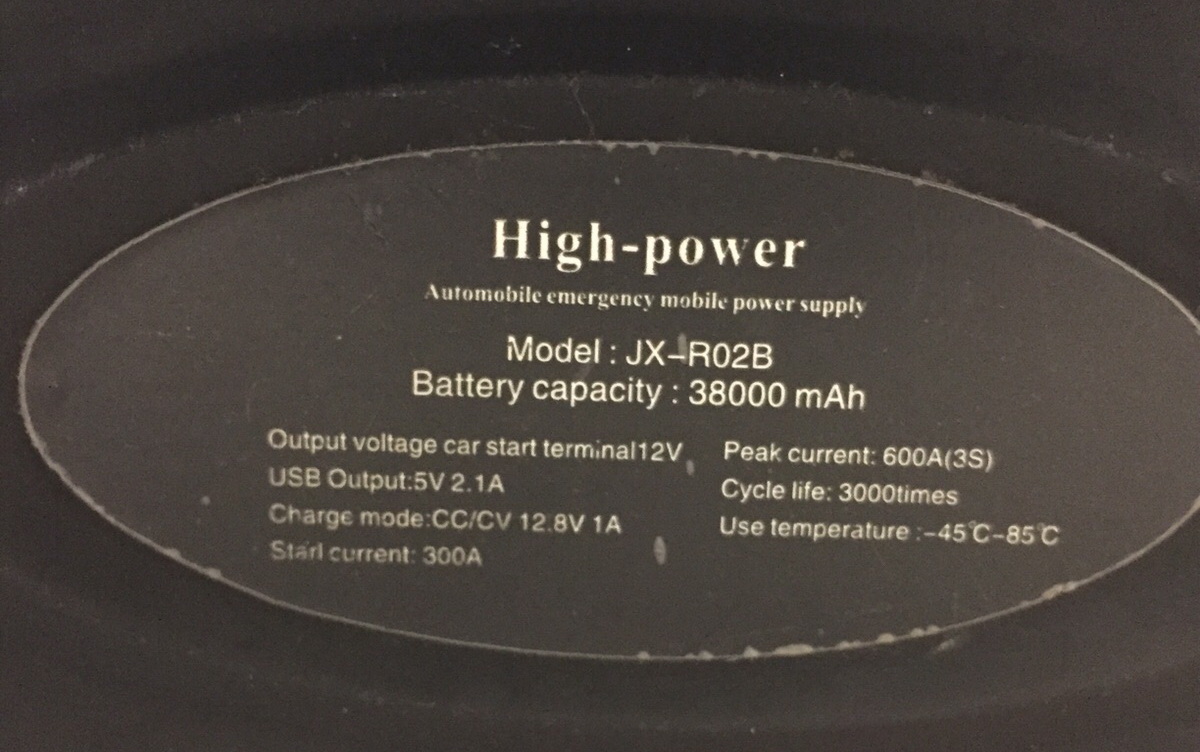 High-power
Automobile emergency mobile power supply
Model : JX-R02B
Battery capacity : 38000 mAh
Output voltage car start terminal12V
USB Output:5V 2.1A
Charge mode:CC/CV 12.8V 1A
Start current: 300A
Peak current: 600A(3S)
Cycle life: 3000times
Use temperature :-45℃-85℃